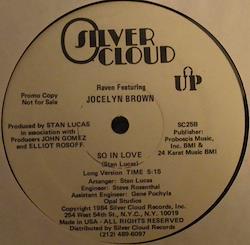 SILVER
CLOUD
UP
Raven Featuring
JOCELYN BROWN
Promo Copy
Not for Sale
Produced by STAN LUCAS
in association with
Producers JOHN GOMEZ
and ELLIOT ROSOFF.
SC25B
Publisher:
Proboscis Music,
Inc. BMI &
24 Karat Music BMI
SO IN LOVE
(Stan Lucas)
Long Version TIME 5:15
Arranger: Stan Lucas
Engineer: Steve Rosenthal
Assistant Engineer: Gene Pochyla
Opal Studios
Copyright 1984 Silver Cloud Records, Inc.
254 West 54th St., N.Y.C., N.Y. 10019
Made in USA - ALL RIGHTS RESERVED
Distributed by Silver Cloud Records, Inc.
(212) 489-6097